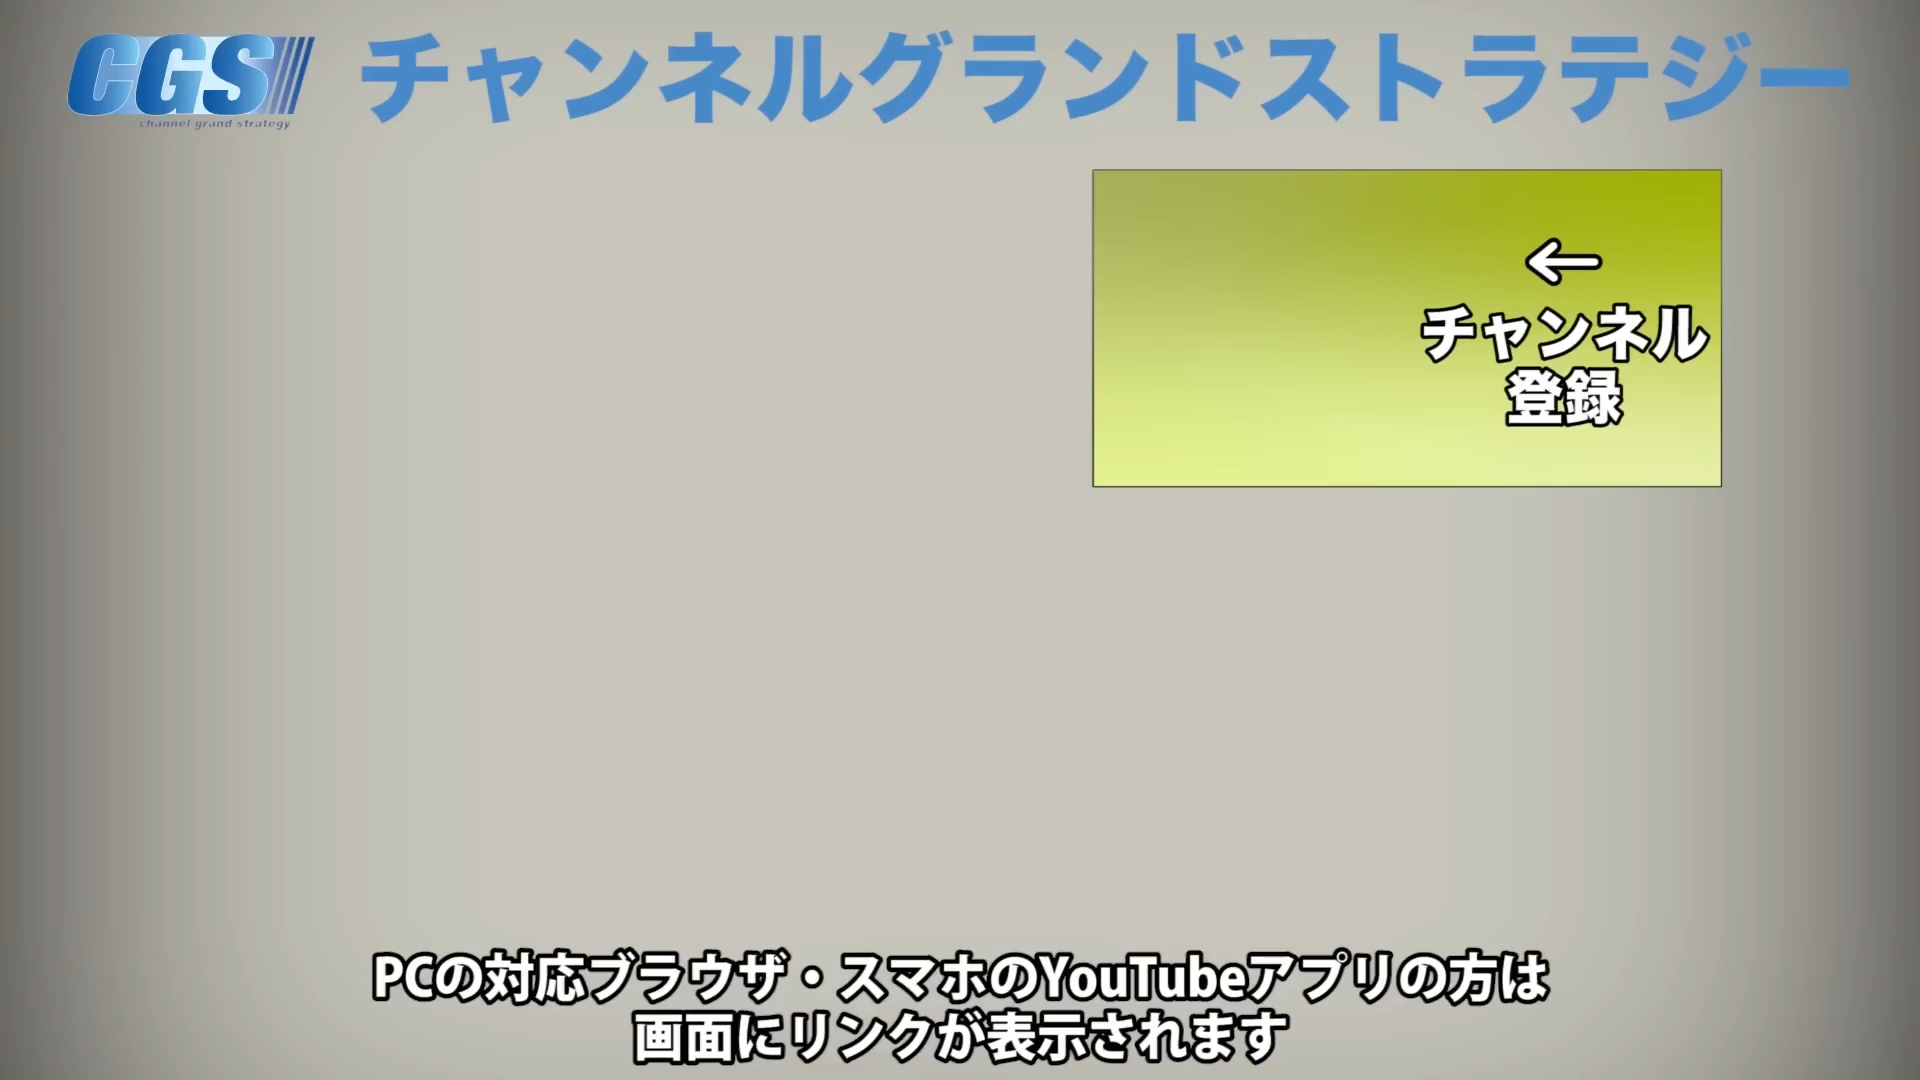 CGS
channel grand strategy
チャンネルグランドストラテジー
←
チャンネル
登録
PCの対応ブラウザ・スマホのYouTubeアプリの方は
画面にリンクが表示されます